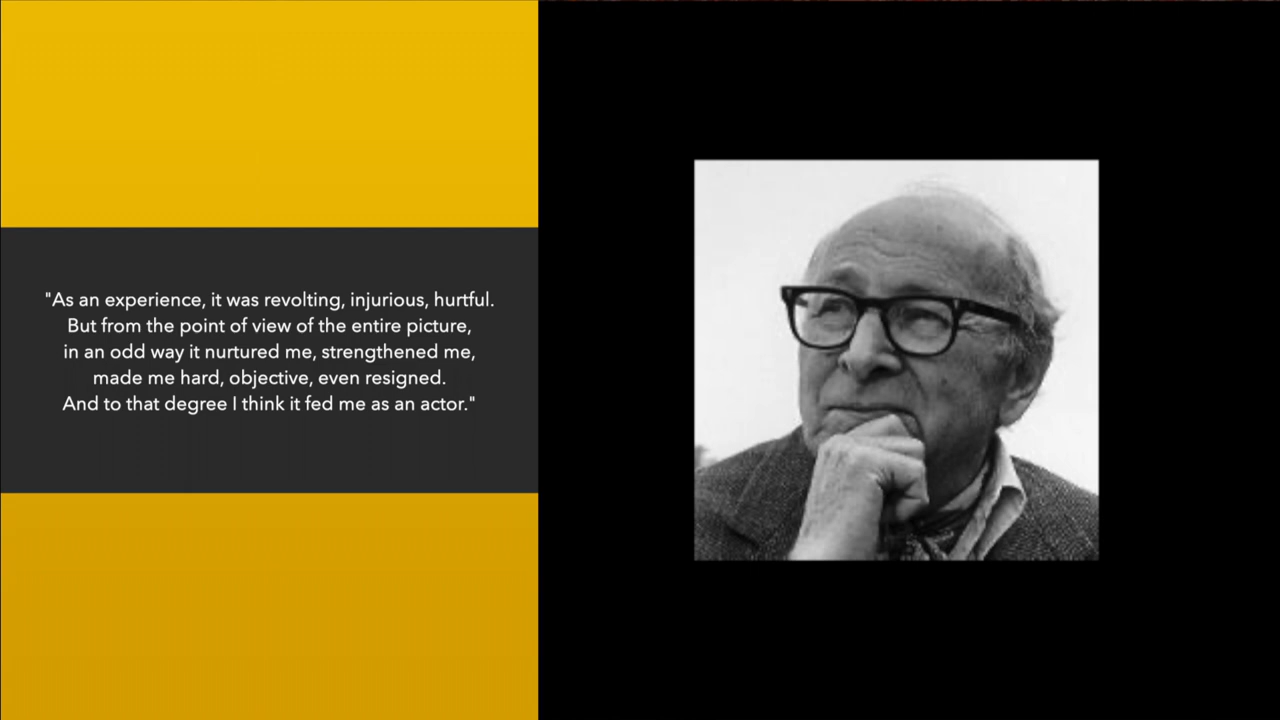 "As an experience, it was revolting, injurious, hurtful.
But from the point of view of the entire picture,
in an odd way it nurtured me, strengthened me,
made me hard, objective, even resigned.
And to that degree I think it fed me as an actor."